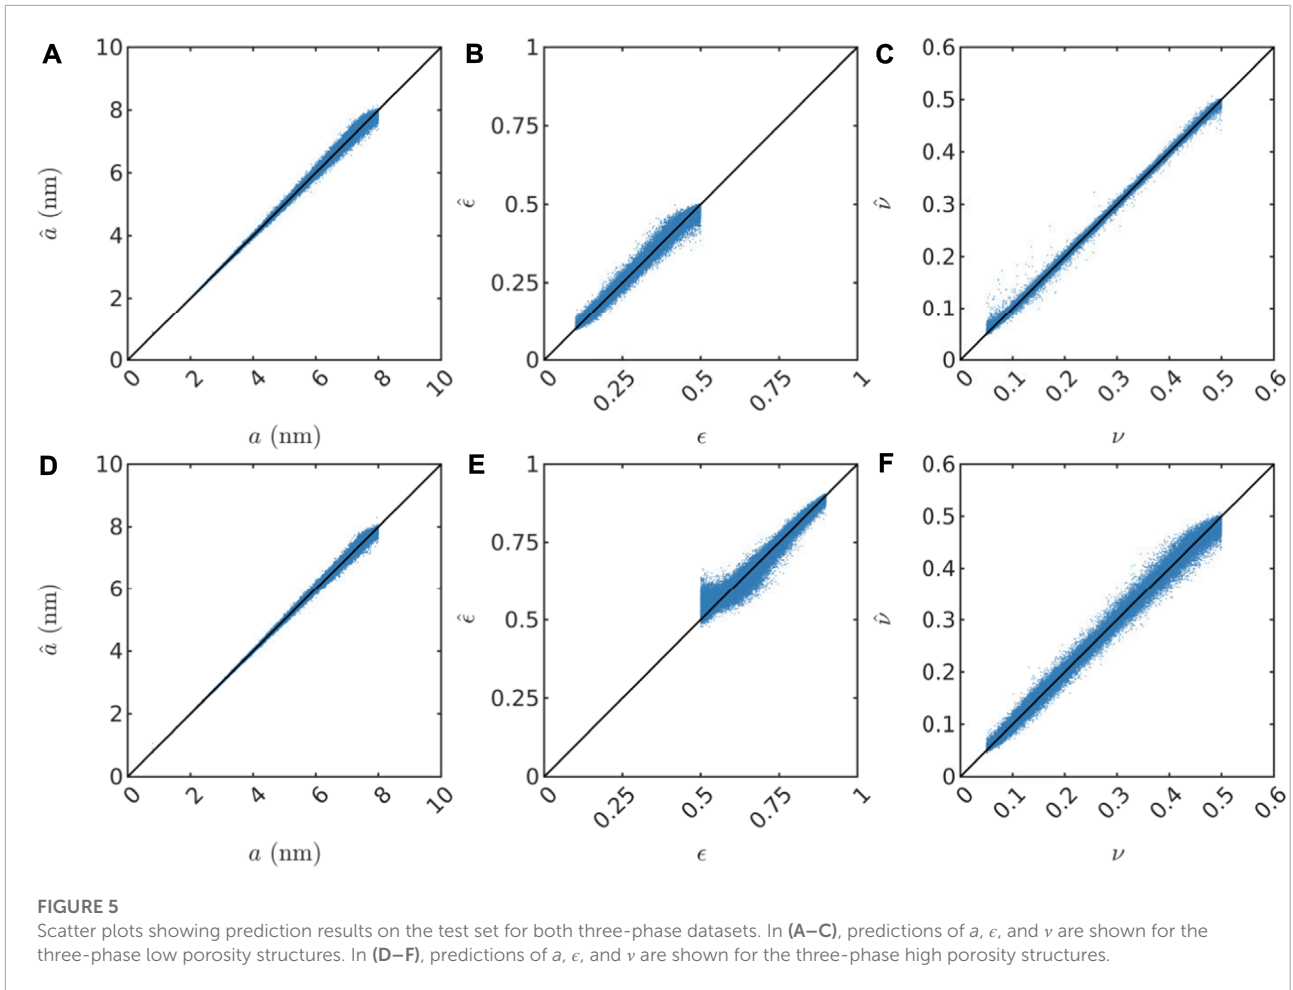 A
10
8
6
4
2
0
â (nm)
0 2 4 6 8 10
a (nm)
B
1
0.75
0.5
0.25
0
ϵ̂
0 0.25 0.5 0.75 1
ϵ
C
0.6
0.5
0.4
0.3
0.2
0.1
0
ν̂
0 0.1 0.2 0.3 0.4 0.5 0.6
ν
D
10
8
6
4
2
0
â (nm)
0 2 4 6 8 10
a (nm)
E
1
0.75
0.5
0.25
0
ϵ̂
0 0.25 0.5 0.75 1
ϵ
F
0.6
0.5
0.4
0.3
0.2
0.1
0
ν̂
0 0.1 0.2 0.3 0.4 0.5 0.6
ν
FIGURE 5
Scatter plots showing prediction results on the test set for both three-phase datasets. In (A–C), predictions of a, ϵ, and ν are shown for the
three-phase low porosity structures. In (D–F), predictions of a, ϵ, and ν are shown for the three-phase high porosity structures.